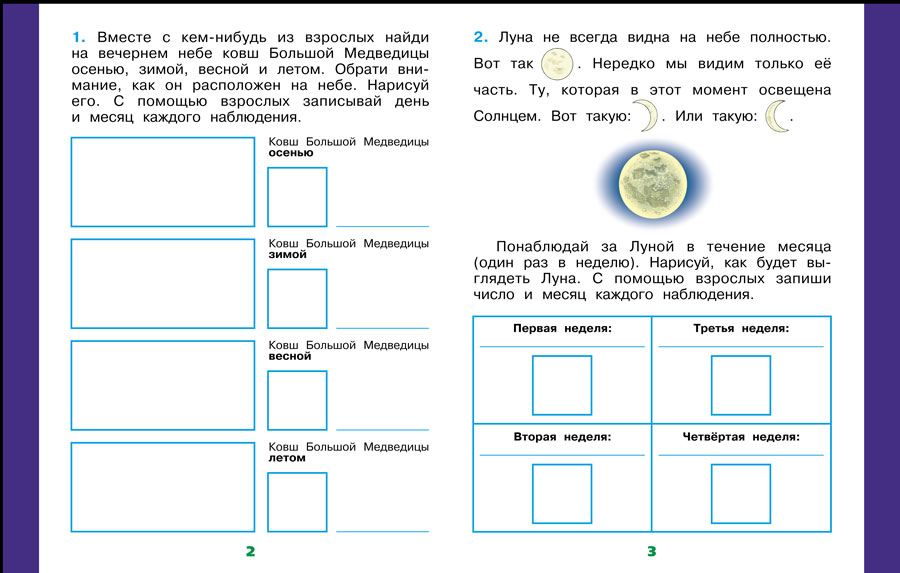 1. Вместе с кем-нибудь из взрослых найди
на вечернем небе ковш Большой Медведицы
осенью, зимой, весной и летом. Обрати вни-
мание, как он расположен на небе. Нарисуй
его. С помощью взрослых записывай день
и месяц каждого наблюдения.
Ковш Большой Медведицы
осенью
Ковш Большой Медведицы
зимой
Ковш Большой Медведицы
весной
Ковш Большой Медведицы
летом
2
2. Луна не всегда видна на небе полностью.
Вот так . Нередко мы видим только её
часть. Ту, которая в этот момент освещена
Солнцем. Вот такую: . Или такую: .
Понаблюдай за Луной в течение месяца
(один раз в неделю). Нарисуй, как будет вы-
глядеть Луна. С помощью взрослых запиши
число и месяц каждого наблюдения.
Первая неделя:
Третья неделя:
Вторая неделя:
Четвёртая неделя:
3